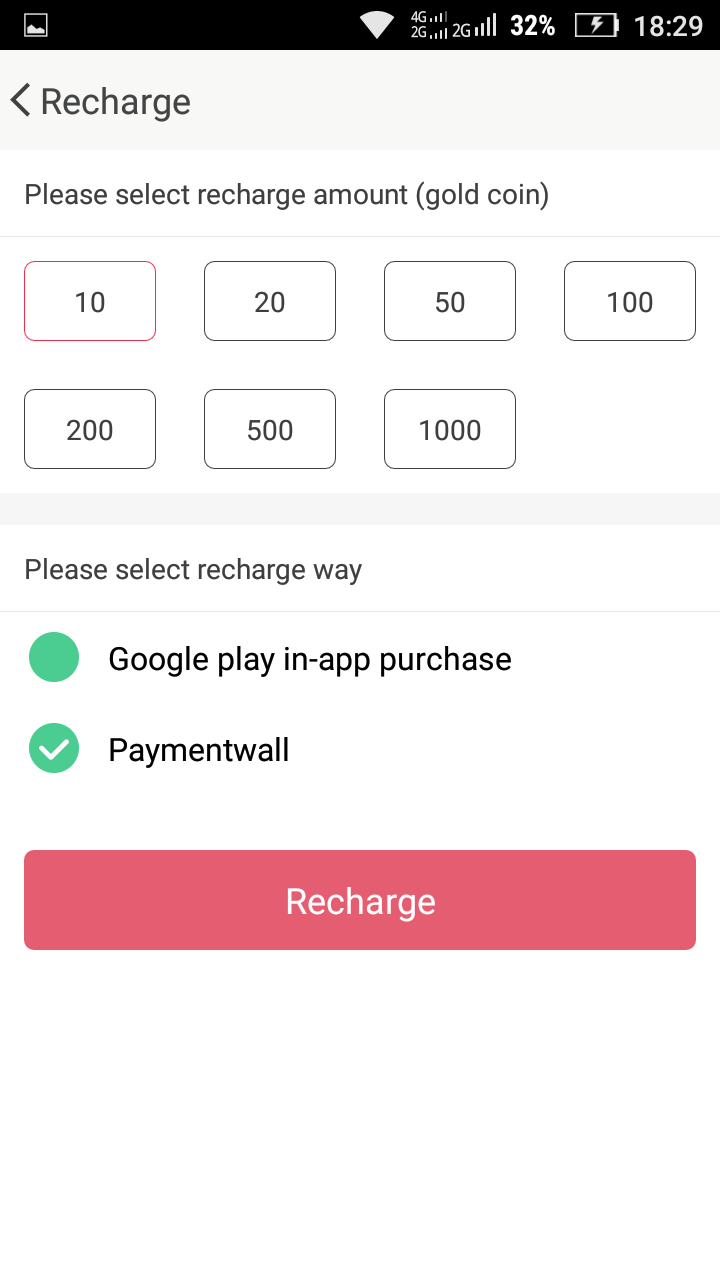 4G 2G 2G 32% 18:29
Recharge
Please select recharge amount (gold coin)
10 20 50 100
200 500 1000
Please select recharge way
Google play in-app purchase
Paymentwall
Recharge